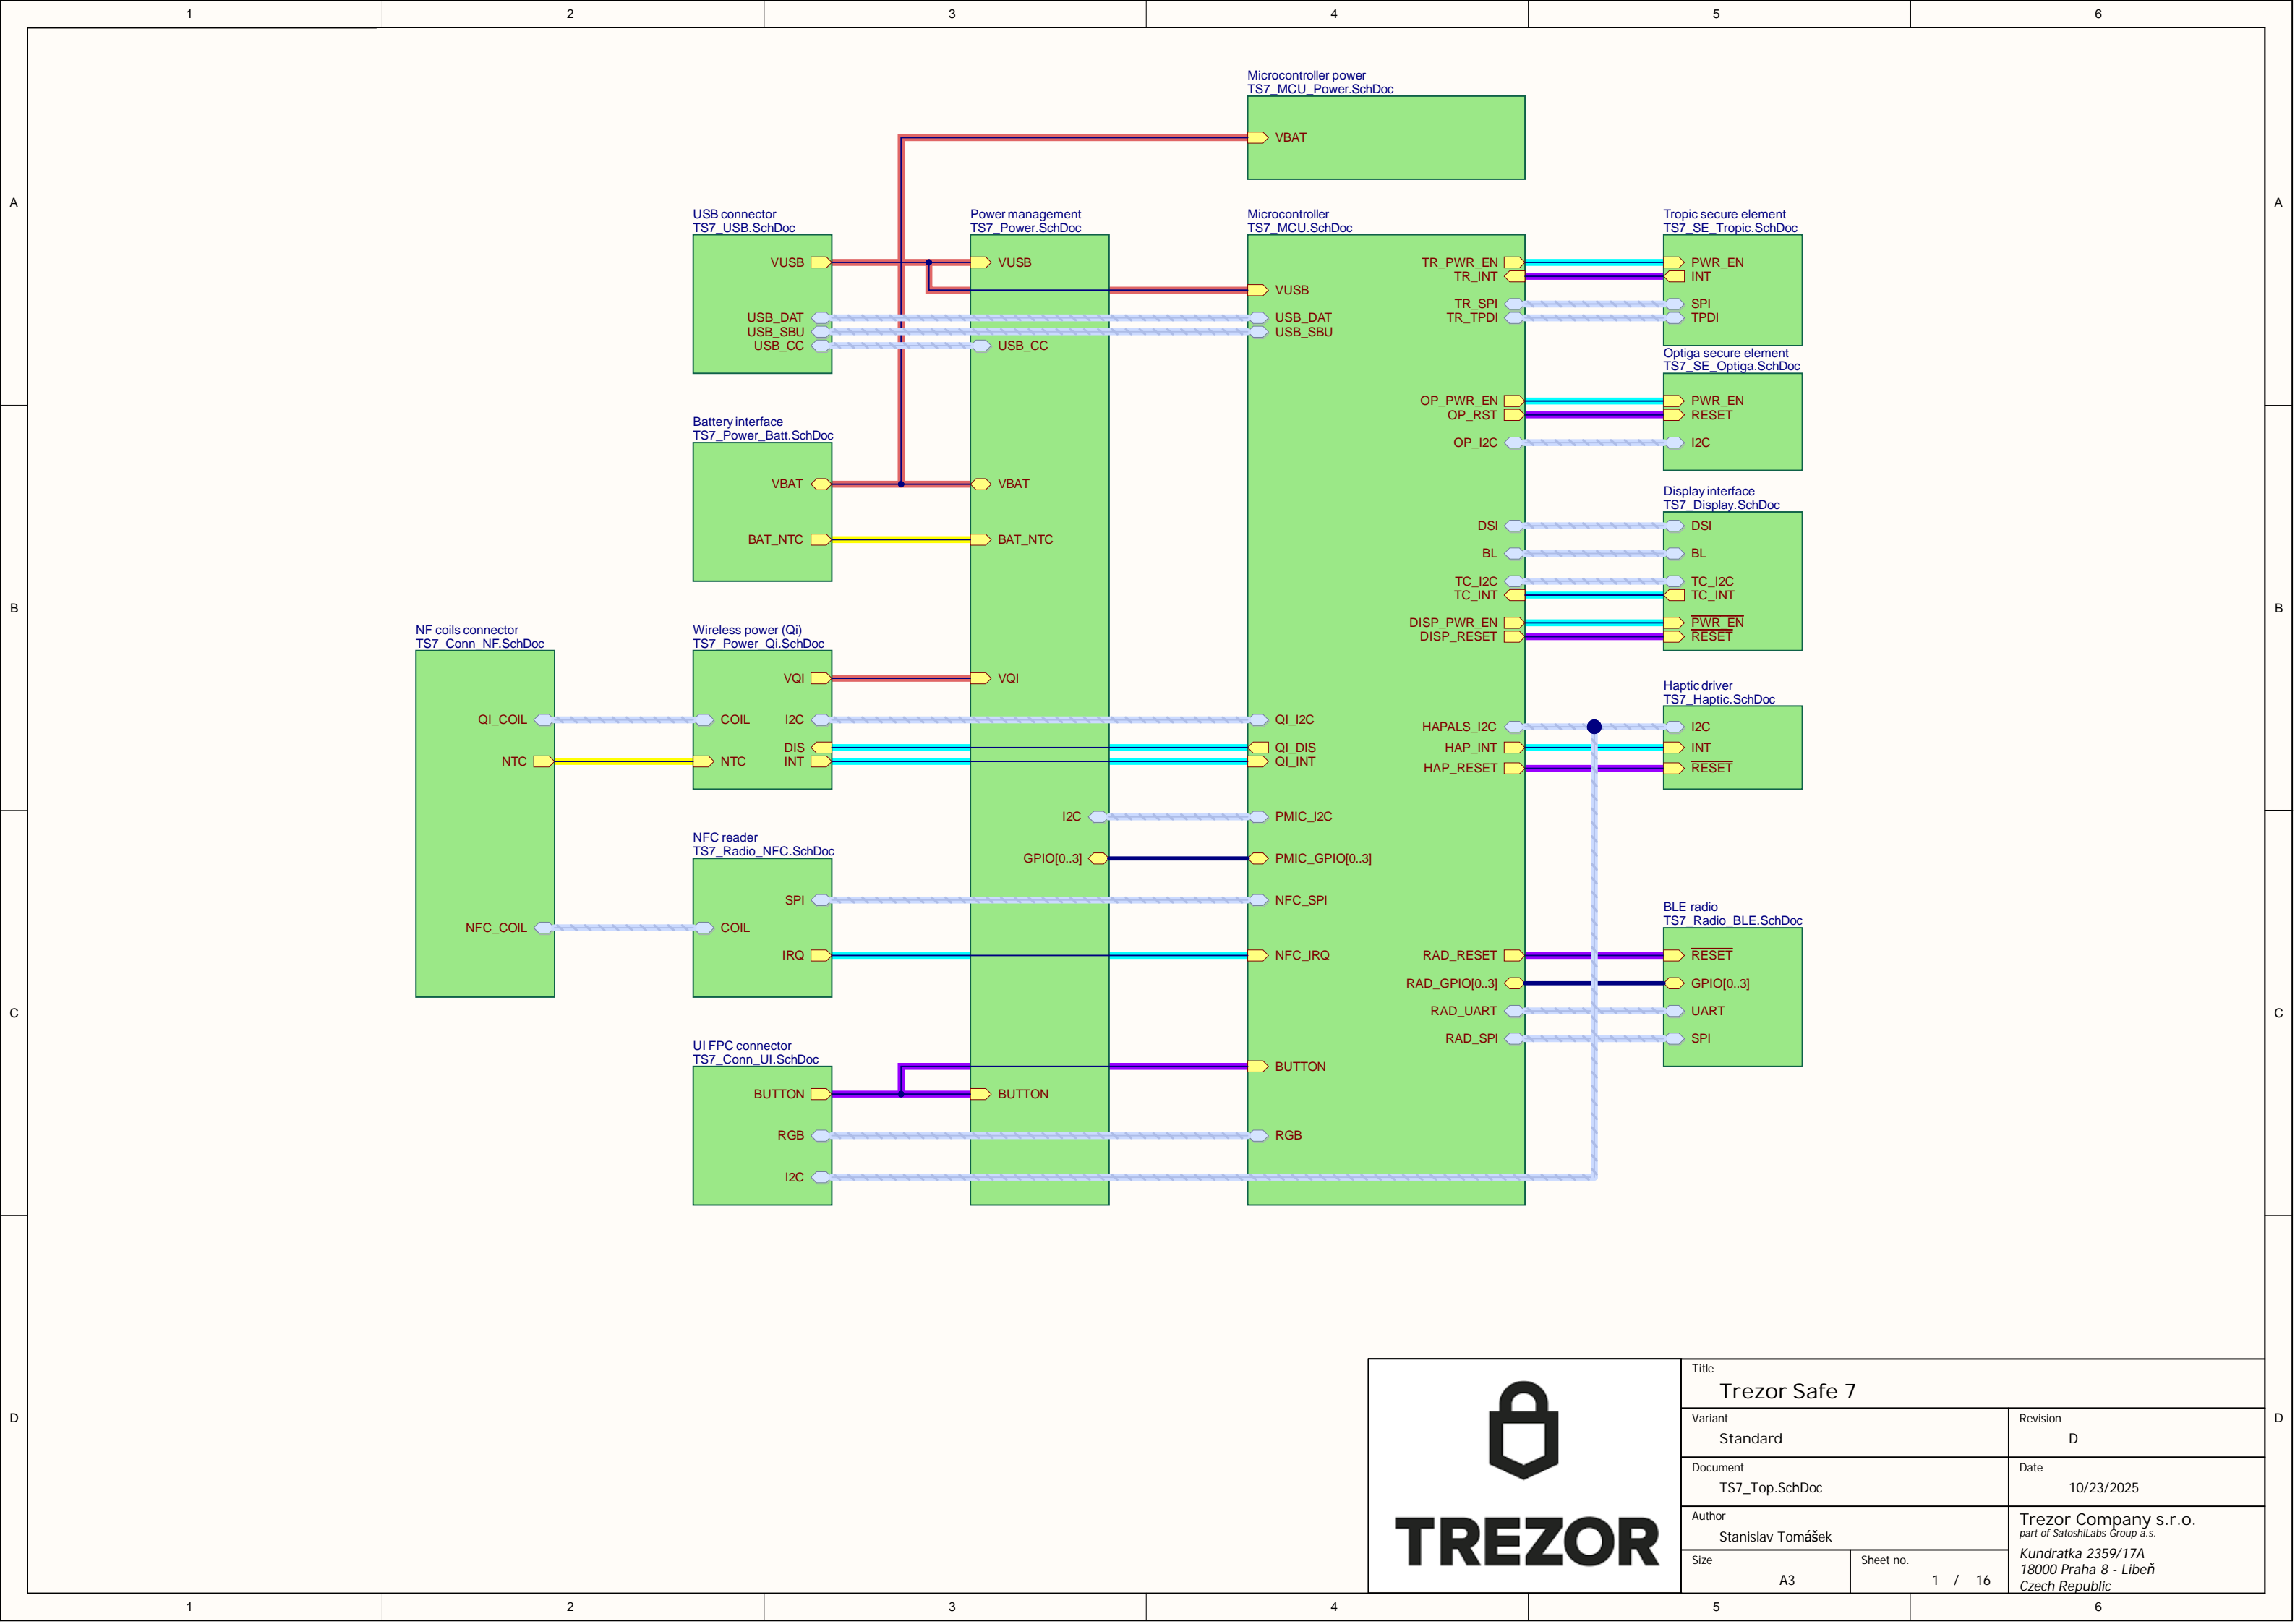 1 2 3 4 5 6
Microcontroller power
TS7_MCU_Power.SchDoc
VBAT
A A
USB connector
TS7_USB.SchDoc
VUSB
USB_DAT
USB_SBU
USB_CC
Power management
TS7_Power.SchDoc
VUSB
USB_CC
VBAT
BAT_NTC
VQI
I2C
GPIO[0..3]
BUTTON
Microcontroller
TS7_MCU.SchDoc
VUSB
USB_DAT
USB_SBU
QI_I2C
QI_DIS
QI_INT
PMIC_I2C
PMIC_GPIO[0..3]
NFC_SPI
NFC_IRQ
BUTTON
RGB
TR_PWR_EN
TR_INT
TR_SPI
TR_TPDI
OP_PWR_EN
OP_RST
OP_I2C
DSI
BL
TC_I2C
TC_INT
DISP_PWR_EN
DISP_RESET
HAPALS_I2C
HAP_INT
HAP_RESET
RAD_RESET
RAD_GPIO[0..3]
RAD_UART
RAD_SPI
Tropic secure element
TS7_SE_Tropic.SchDoc
PWR_EN
INT
SPI
TPDI
Optiga secure element
TS7_SE_Optiga.SchDoc
PWR_EN
RESET
I2C
Battery interface
TS7_Power_Batt.SchDoc
VBAT
BAT_NTC
Display interface
TS7_Display.SchDoc
DSI
BL
TC_I2C
TC_INT
PWR_EN
RESET
B B
NF coils connector
TS7_Conn_NF.SchDoc
QI_COIL
NTC
NFC_COIL
Wireless power (Qi)
TS7_Power_Qi.SchDoc
VQI
COIL I2C
DIS
NTC INT
Haptic driver
TS7_Haptic.SchDoc
I2C
INT
RESET
NFC reader
TS7_Radio_NFC.SchDoc
SPI
COIL
IRQ
BLE radio
TS7_Radio_BLE.SchDoc
RESET
GPIO[0..3]
UART
SPI
C C
UI FPC connector
TS7_Conn_UI.SchDoc
BUTTON
RGB
I2C
D D
TREZOR
Title
Trezor Safe 7
Variant
Standard
Revision
D
Document
TS7_Top.SchDoc
Date
10/23/2025
Author
Stanislav Tomášek
Size
A3
Sheet no.
1 / 16
Trezor Company s.r.o.
part of SatoshiLabs Group a.s.
Kundratka 2359/17A
18000 Praha 8 - Libeň
Czech Republic
1 2 3 4 5 6